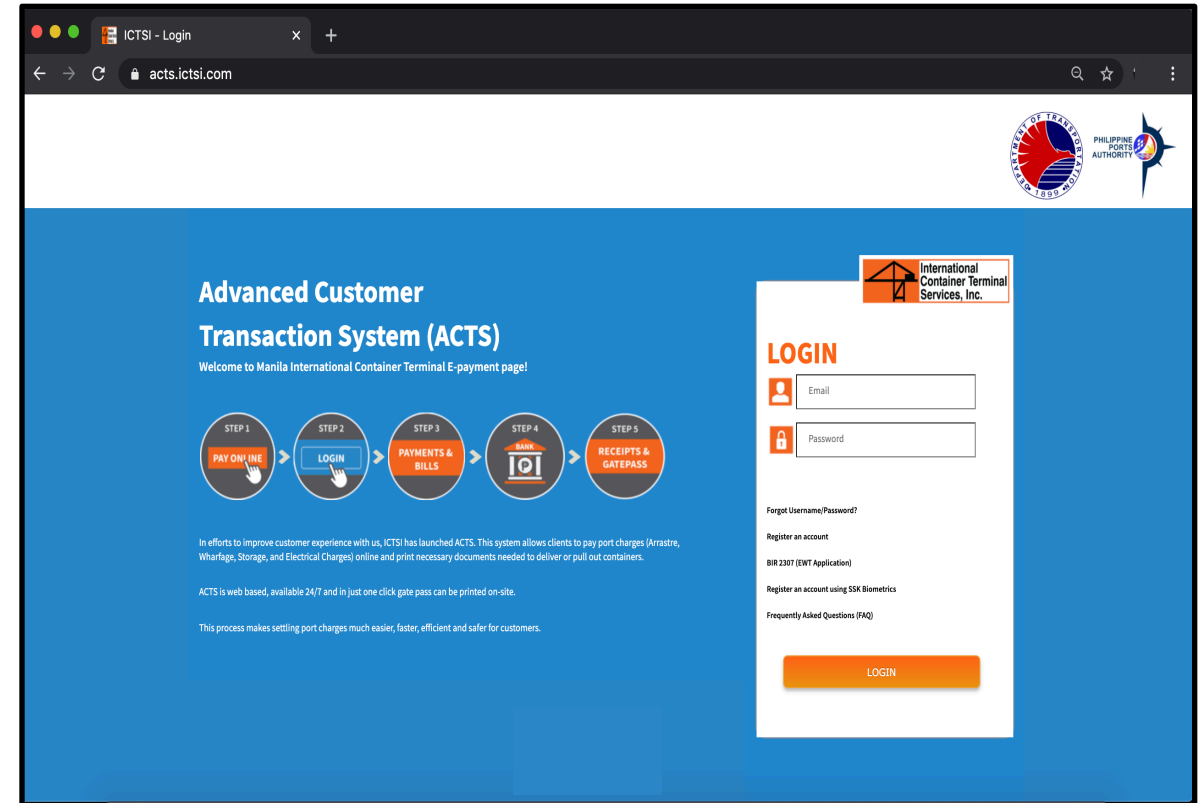 ICTSI - Login
acts.ictsi.com
DEPARTMENT OF TRANSPORTATION
1899
PHILIPPINE
PORTS
AUTHORITY
Advanced Customer
Transaction System (ACTS)
Welcome to Manila International Container Terminal E-payment page!
STEP 1
PAY ONLINE
STEP 2
LOGIN
STEP 3
PAYMENTS &
BILLS
STEP 4
BANK
STEP 5
RECEIPTS &
GATEPASS
In efforts to improve customer experience with us, ICTSI has launched ACTS. This system allows clients to pay port charges (Arrastre,
Wharfage, Storage, and Electrical Charges) online and print necessary documents needed to deliver or pull out containers.
ACTS is web based, available 24/7 and in just one click gate pass can be printed on-site.
This process makes settling port charges much easier, faster, efficient and safer for customers.
International
Container Terminal
Services, Inc.
LOGIN
Email
Password
Forgot Username/Password?
Register an account
BIR 2307 (EWT Application)
Register an account using SSK Biometrics
Frequently Asked Questions (FAQ)
LOGIN